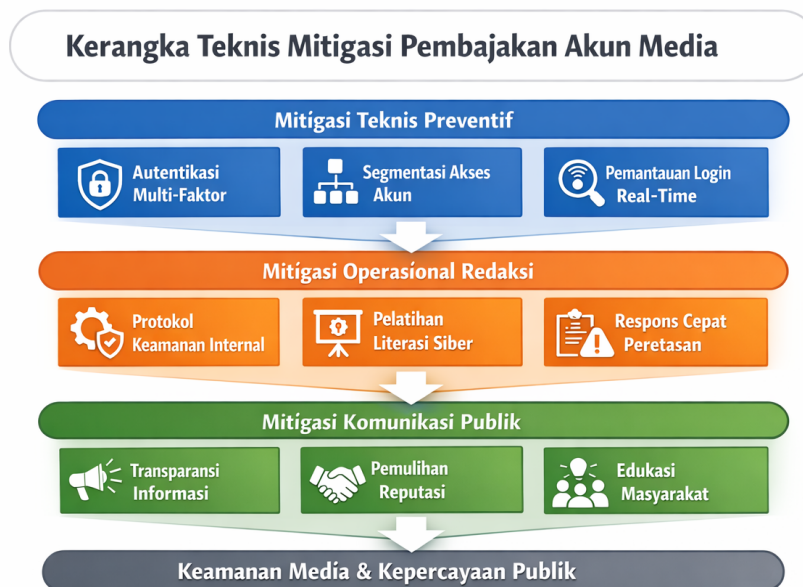 Kerangka Teknis Mitigasi Pembajakan Akun Media
Mitigasi Teknis Preventif
Autentikasi
Multi-Faktor
Segmentasi Akses
Akun
Pemantauan Login
Real-Time
Mitigasi Operasional Redaksi
Protokol
Keamanan Internal
Pelatihan
Literasi Siber
Respons Cepat
Peretasan
Mitigasi Komunikasi Publik
Transparansi
Informasi
Pemulihan
Reputasi
Edukasi
Masyarakat
Keamanan Media & Kepercayaan Publik